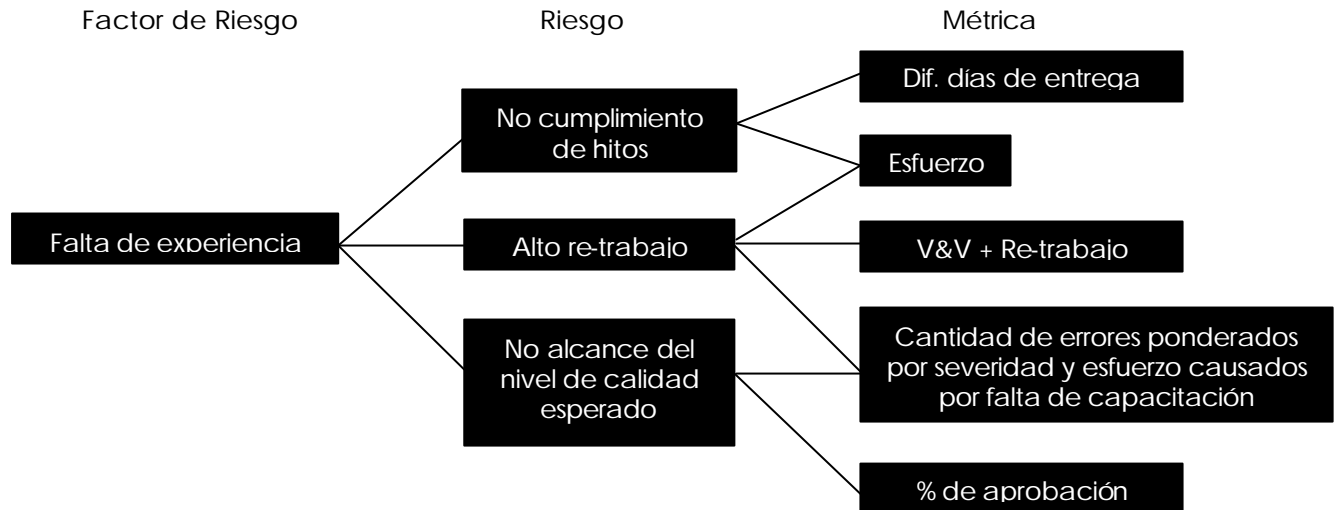 Factor de Riesgo
Riesgo
Métrica
Dif. días de entrega
No cumplimiento
de hitos
Esfuerzo
Falta de experiencia
Alto re-trabajo
V&V + Re-trabajo
No alcance del
nivel de calidad
esperado
Cantidad de errores ponderados
por severidad y esfuerzo causados
por falta de capacitación
% de aprobación